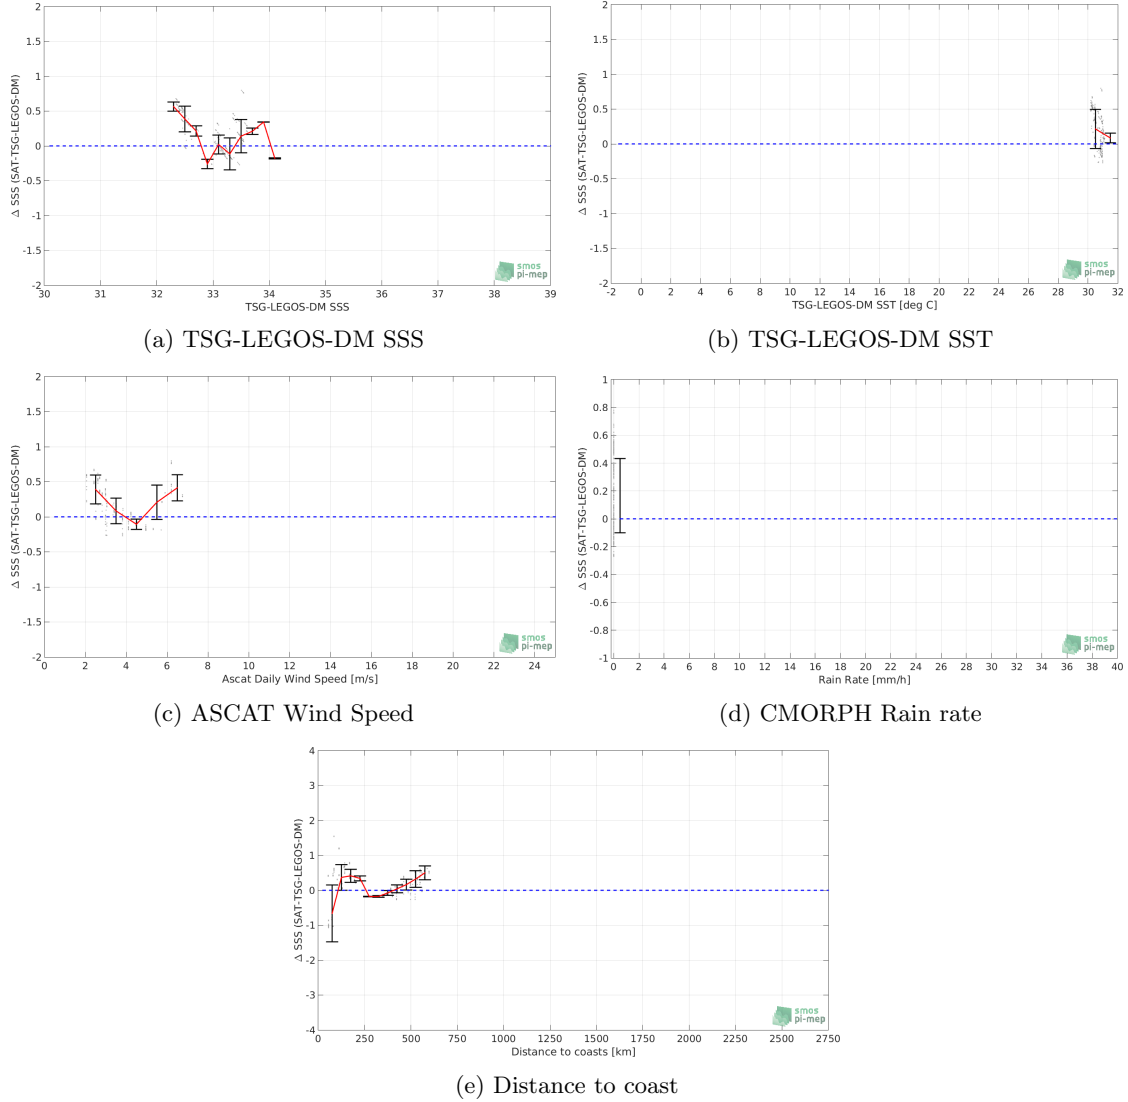 2
1.5
1
0.5
0
-0.5
-1
-1.5
-2
Δ SSS (SAT-TSG-LEGOS-DM)
30 31 32 33 34 35 36 37 38 39
TSG-LEGOS-DM SSS
smos
pi-mep
(a) TSG-LEGOS-DM SSS
2
1.5
1
0.5
0
-0.5
-1
-1.5
-2
Δ SSS (SAT-TSG-LEGOS-DM)
-2 0 2 4 6 8 10 12 14 16 18 20 22 24 26 28 30 32
TSG-LEGOS-DM SST [deg C]
smos
pi-mep
(b) TSG-LEGOS-DM SST
2
1.5
1
0.5
0
-0.5
-1
-1.5
-2
Δ SSS (SAT-TSG-LEGOS-DM)
0 2 4 6 8 10 12 14 16 18 20 22 24
Ascat Daily Wind Speed [m/s]
smos
pi-mep
(c) ASCAT Wind Speed
1
0.8
0.6
0.4
0.2
0
-0.2
-0.4
-0.6
-0.8
-1
Δ SSS (SAT-TSG-LEGOS-DM)
0 2 4 6 8 10 12 14 16 18 20 22 24 26 28 30 32 34 36 38 40
Rain Rate [mm/h]
smos
pi-mep
(d) CMORPH Rain rate
4
3
2
1
0
-1
-2
-3
-4
Δ SSS (SAT-TSG-LEGOS-DM)
0 250 500 750 1000 1250 1500 1750 2000 2250 2500 2750
Distance to coasts [km]
smos
pi-mep
(e) Distance to coast